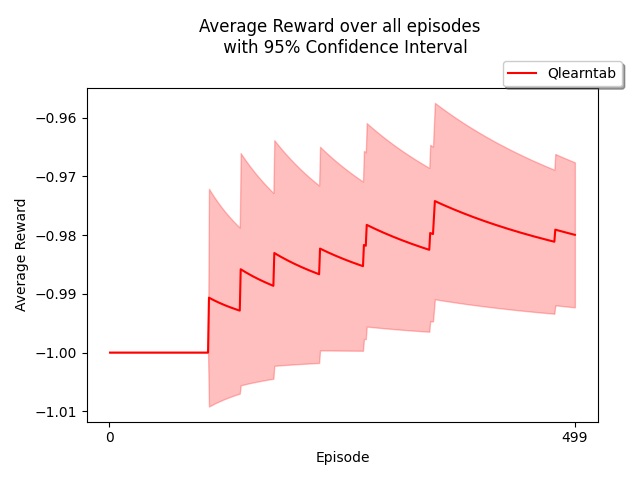 Average Reward over all episodes
with 95% Confidence Interval
Qlearntab
−0.96
−0.97
−0.98
−0.99
−1.00
−1.01
Average Reward
0
499
Episode